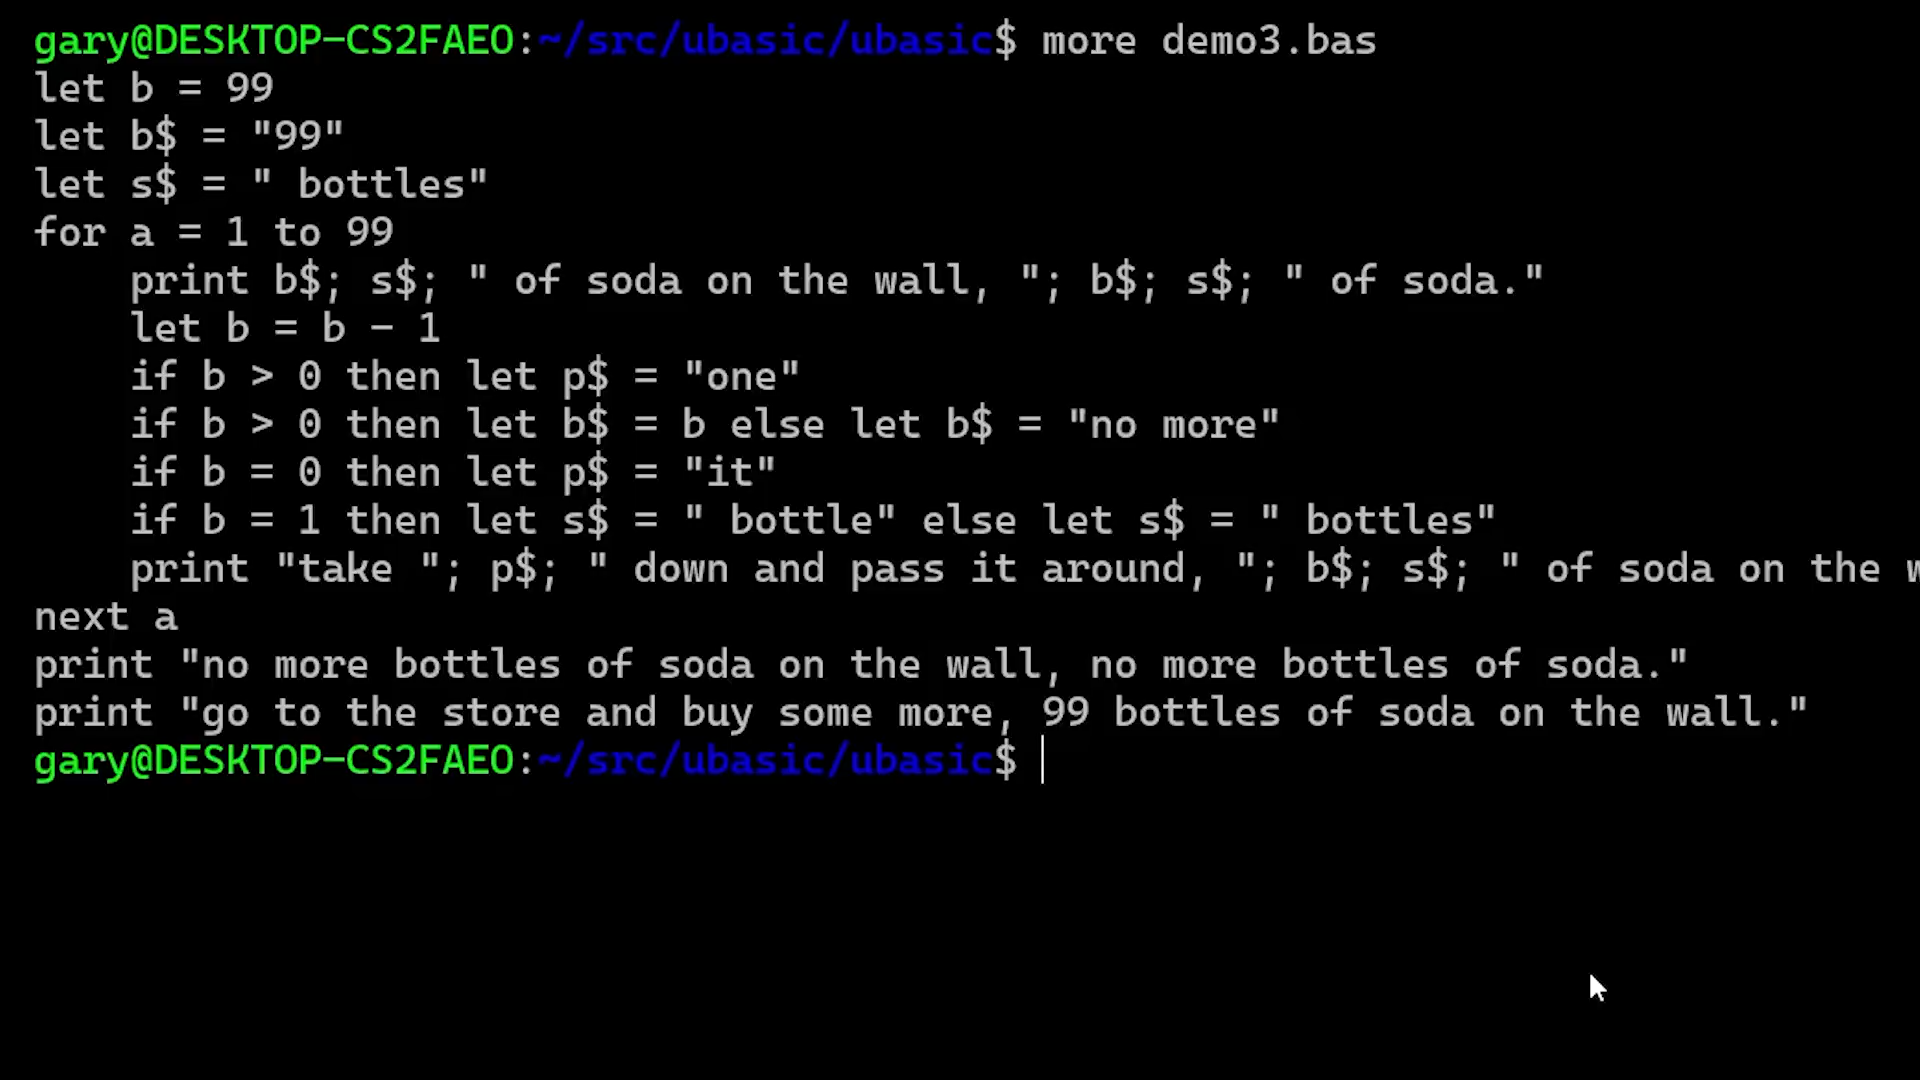 gary@DESKTOP-CS2FAEO:~/src/ubasic/ubasic$ more demo3.bas
let b = 99
let b$ = "99"
let s$ = " bottles"
for a = 1 to 99
    print b$; s$; " of soda on the wall, "; b$; s$; " of soda."
    let b = b - 1
    if b > 0 then let p$ = "one"
    if b > 0 then let b$ = b else let b$ = "no more"
    if b = 0 then let p$ = "it"
    if b = 1 then let s$ = " bottle" else let s$ = " bottles"
    print "take "; p$; " down and pass it around, "; b$; s$; " of soda on the
next a
print "no more bottles of soda on the wall, no more bottles of soda."
print "go to the store and buy some more, 99 bottles of soda on the wall."
gary@DESKTOP-CS2FAEO:~/src/ubasic/ubasic$